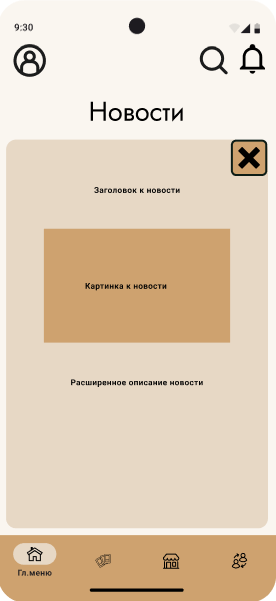 9:30
Новости
Заголовок к новости
Картинка к новости
Расширенное описание новости
Гл.меню